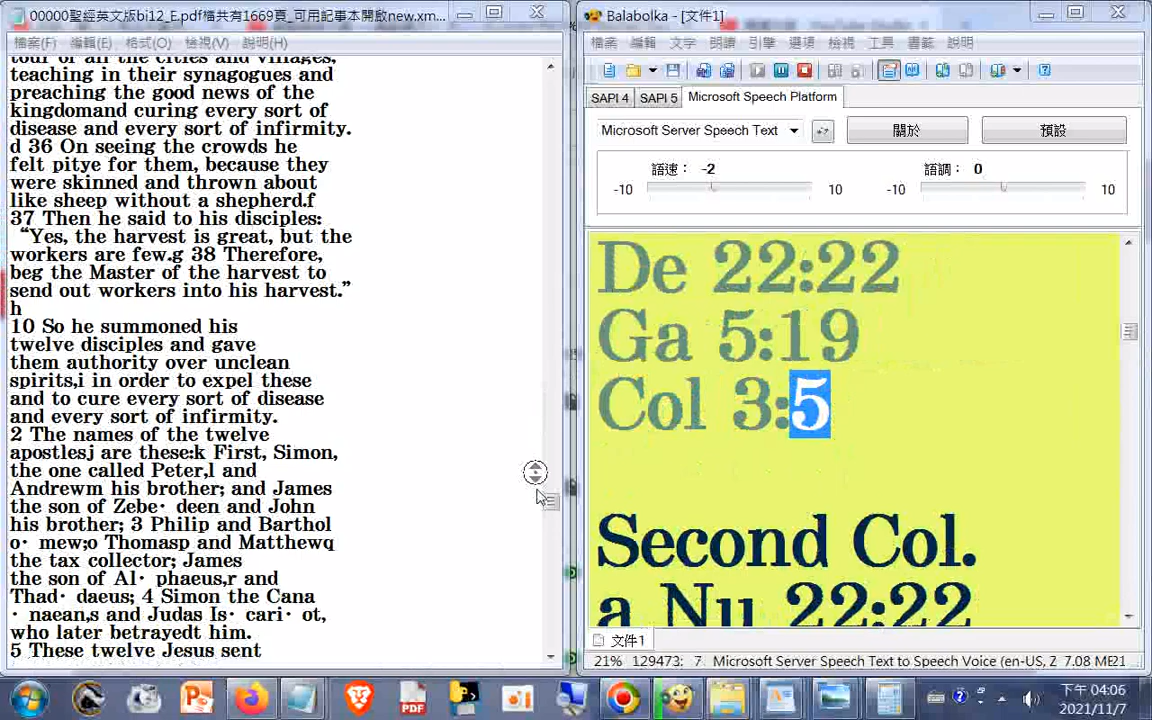 00000聖經英文版bi12_E.pdf檔共有1669頁_可用記事本開啟new.xm...
檔案(F) 編輯(E) 格式(O) 檢視(V) 說明(H)
tour of all the cities and villages,
teaching in their synagogues and
preaching the good news of the
kingdomand curing every sort of
disease and every sort of infirmity.
d 36 On seeing the crowds he
felt pitye for them, because they
were skinned and thrown about
like sheep without a shepherd.f
37 Then he said to his disciples:
“Yes, the harvest is great, but the
workers are few.g 38 Therefore,
beg the Master of the harvest to
send out workers into his harvest.”
h
10 So he summoned his
twelve disciples and gave
them authority over unclean
spirits,i in order to expel these
and to cure every sort of disease
and every sort of infirmity.
2 The names of the twelve
apostlesj are these:k First, Simon,
the one called Peter,l and
Andrewm his brother; and James
the son of Zebe· deen and John
his brother; 3 Philip and Barthol
o· mew;o Thomasp and Matthewq
the tax collector; James
the son of Al· phaeus,r and
Thad· daeus; 4 Simon the Cana
· naean,s and Judas Is· cari· ot,
who later betrayedt him.
5 These twelve Jesus sent
Balabolka - [文件1]
檔案 編輯 文字 朗讀 引擎 選項 檢視 工具 書籤 說明
SAPI 4 SAPI 5 Microsoft Speech Platform
Microsoft Server Speech Text 關於 預設
語速： -2 語調： 0
-10 10 -10 10
De 22:22
Ga 5:19
Col 3:5
Second Col.
a Nu 22:22
文件1
21% 129473: 7 Microsoft Server Speech Text to Speech Voice (en-US, Z 7.08 ME21
PDF
下午 04:06
2021/11/7